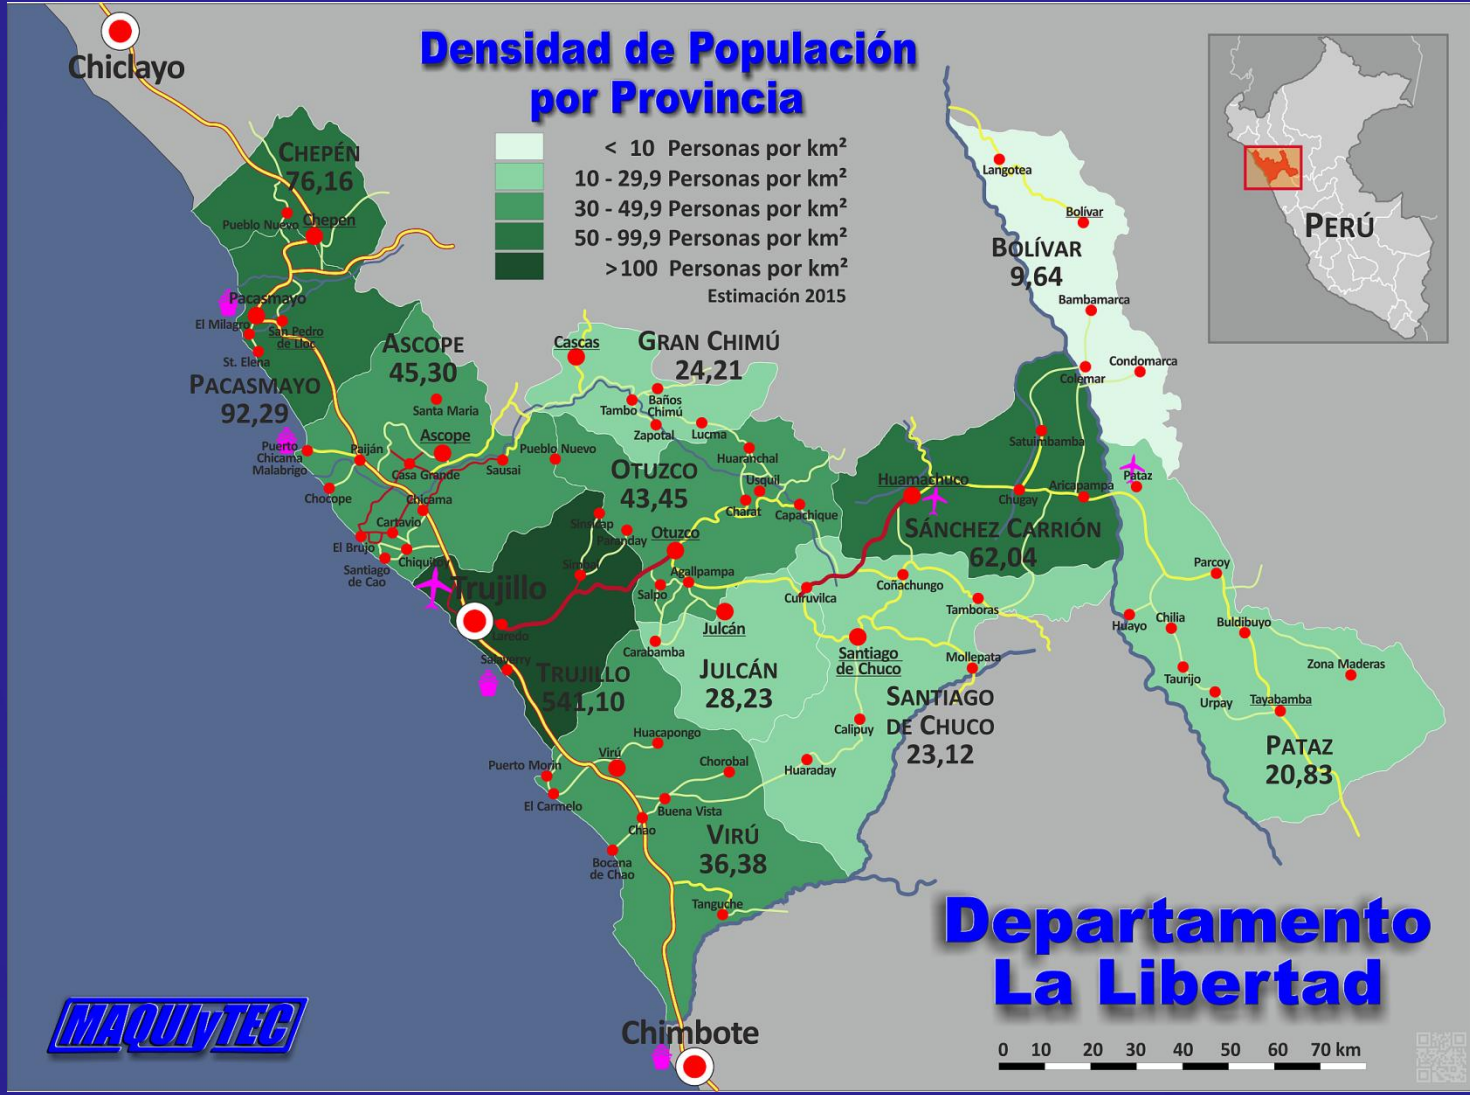 Densidad de Populación
por Provincia
< 10 Personas por km²
10 - 29,9 Personas por km²
30 - 49,9 Personas por km²
50 - 99,9 Personas por km²
>100 Personas por km²
Estimación 2015
PERÚ
Chiclayo
CHEPÉN
76,16
Pueblo Nuevo
Chepen
Pacasmayo
El Milagro
San Pedro
de Lloc
St. Elena
PACASMAYO
92,29
ASCOPE
45,30
Santa Maria
Ascope
Puerto
Chicama
Malabrigo
Paiján
Casa Grande
Sausai
Chocope
Chicama
Cartavio
El Brujo
Chiquitoy
Santiago
de Cao
Cascas
GRAN CHIMÚ
24,21
Tambo
Baños
Chimú
Zapotal
Lucma
Pueblo Nuevo
OTUZCO
43,45
Huaranchal
Usquil
Charat
Capachique
Sinsicap
Paranday
Otuzco
Simbal
Agallpampa
Salpo
Carabamba
Trujillo
Laredo
Salaverry
TRUJILLO
541,10
Julcán
JULCÁN
28,23
Langotea
Bolívar
BOLÍVAR
9,64
Bambamarca
Condomarca
Colemar
Satuimbamba
Huamachuco
Chugay
Aricapampa
SÁNCHEZ CARRIÓN
62,04
Pataz
Coñachungo
Cuiruvilca
Tamboras
Santiago
de Chuco
Mollepata
SANTIAGO
DE CHUCO
23,12
Calipuy
Huaraday
Parcoy
Huayo
Chilia
Buldibuyo
Zona Maderas
Taurijo
Urpay
Tayabamba
PATAZ
20,83
Huacapongo
Virú
Puerto Morin
Chorobal
El Carmelo
Buena Vista
Chao
VIRÚ
36,38
Bocana
de Chao
Tanguche
Chimbote
Departamento
La Libertad
MAQUIyTEC
0 10 20 30 40 50 60 70 km